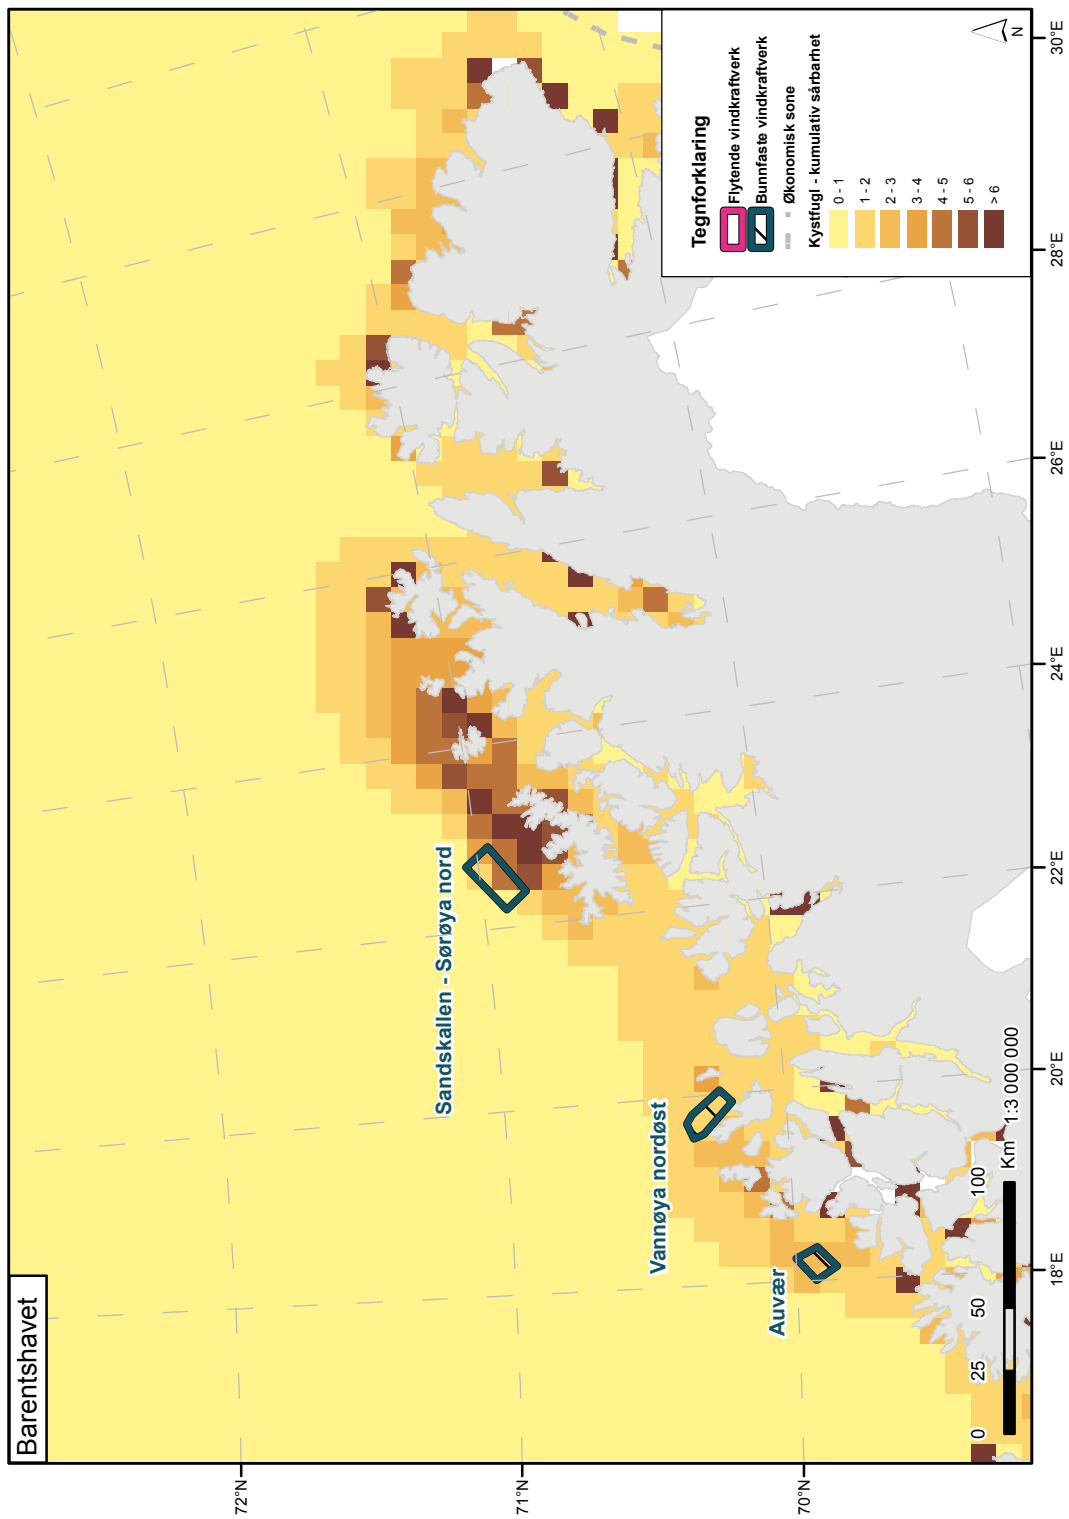 Barentshavet
Sandskallen - Sørøya nord
Vannøya nordøst
Auvær
72°N
71°N
70°N
18°E
20°E
22°E
24°E
26°E
28°E
30°E
0 25 50 100
Km 1:3 000 000
Tegnforklaring
Flytende vindkraftverk
Bunnfaste vindkraftverk
Økonomisk sone
Kystfugl - kumulativ sårbarhet
0 - 1
1 - 2
2 - 3
3 - 4
4 - 5
5 - 6
> 6
N